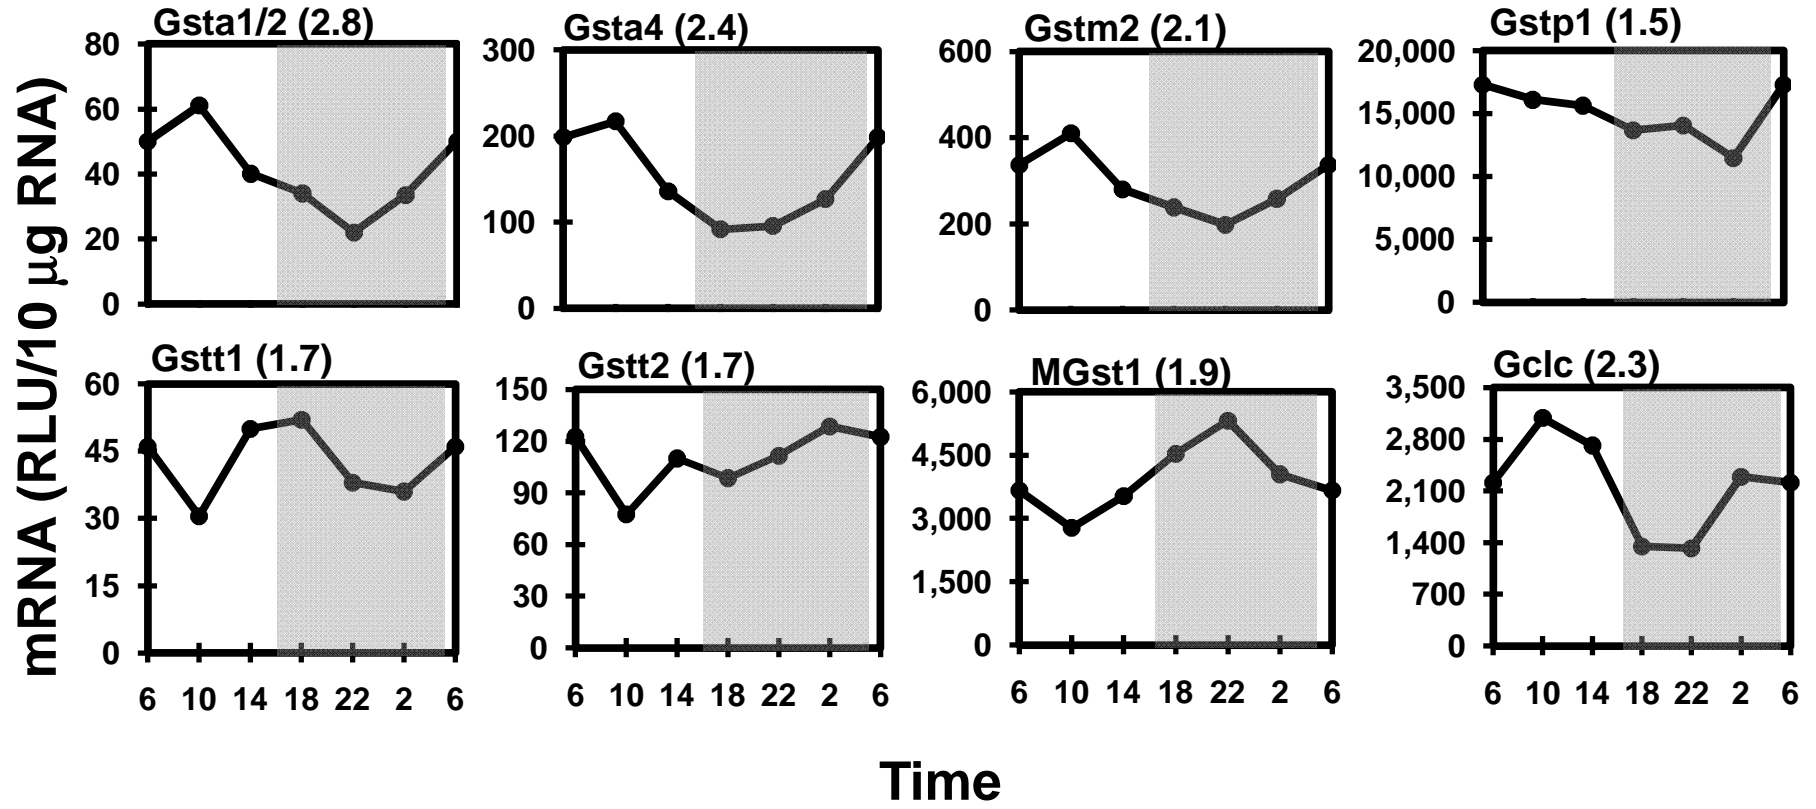 Gsta1/2 (2.8)
80
60
40
20
0
Gsta4 (2.4)
300
200
100
0
Gstm2 (2.1)
600
400
200
0
Gstp1 (1.5)
20,000
15,000
10,000
5,000
0
mRNA (RLU/10 µg RNA)
Gstt1 (1.7)
60
45
30
15
0
6 10 14 18 22 2 6
Gstt2 (1.7)
150
120
90
60
30
0
6 10 14 18 22 2 6
MGst1 (1.9)
6,000
4,500
3,000
1,500
0
6 10 14 18 22 2 6
Gclc (2.3)
3,500
2,800
2,100
1,400
700
0
6 10 14 18 22 2 6
Time